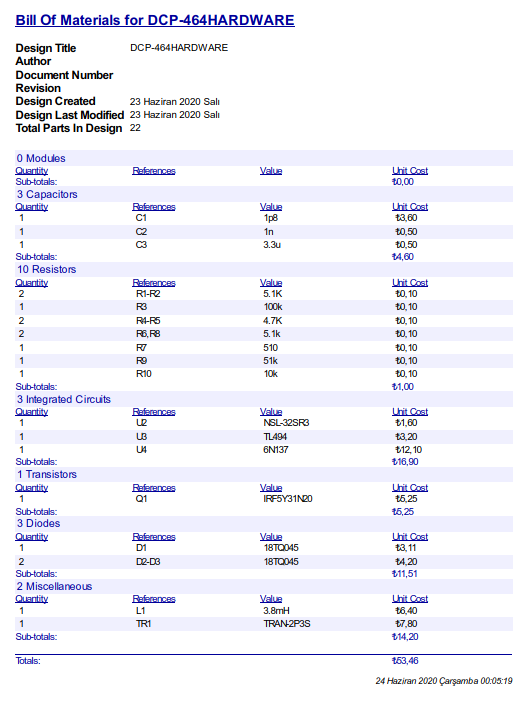 Bill Of Materials for DCP-464HARDWARE
Design Title DCP-464HARDWARE
Author
Document Number
Revision
Design Created 23 Haziran 2020 Salı
Design Last Modified 23 Haziran 2020 Salı
Total Parts In Design 22
0 Modules
Quantity References Value Unit Cost
Sub-totals: ₺0,00
3 Capacitors
Quantity References Value Unit Cost
1 C1 1p8 ₺3,60
1 C2 1n ₺0,50
1 C3 3.3u ₺0,50
Sub-totals: ₺4,60
10 Resistors
Quantity References Value Unit Cost
2 R1-R2 5.1K ₺0,10
1 R3 100k ₺0,10
2 R4-R5 4.7K ₺0,10
2 R6,R8 5.1k ₺0,10
1 R7 510 ₺0,10
1 R9 51k ₺0,10
1 R10 10k ₺0,10
Sub-totals: ₺1,00
3 Integrated Circuits
Quantity References Value Unit Cost
1 U2 NSL-32SR3 ₺1,60
1 U3 TL494 ₺3,20
1 U4 6N137 ₺12,10
Sub-totals: ₺16,90
1 Transistors
Quantity References Value Unit Cost
1 Q1 IRF5Y31N20 ₺5,25
Sub-totals: ₺5,25
3 Diodes
Quantity References Value Unit Cost
1 D1 18TQ045 ₺3,11
2 D2-D3 18TQ045 ₺4,20
Sub-totals: ₺11,51
2 Miscellaneous
Quantity References Value Unit Cost
1 L1 3.8mH ₺6,40
1 TR1 TRAN-2P3S ₺7,80
Sub-totals: ₺14,20
Totals: ₺53,46
24 Haziran 2020 Çarşamba 00:05:19